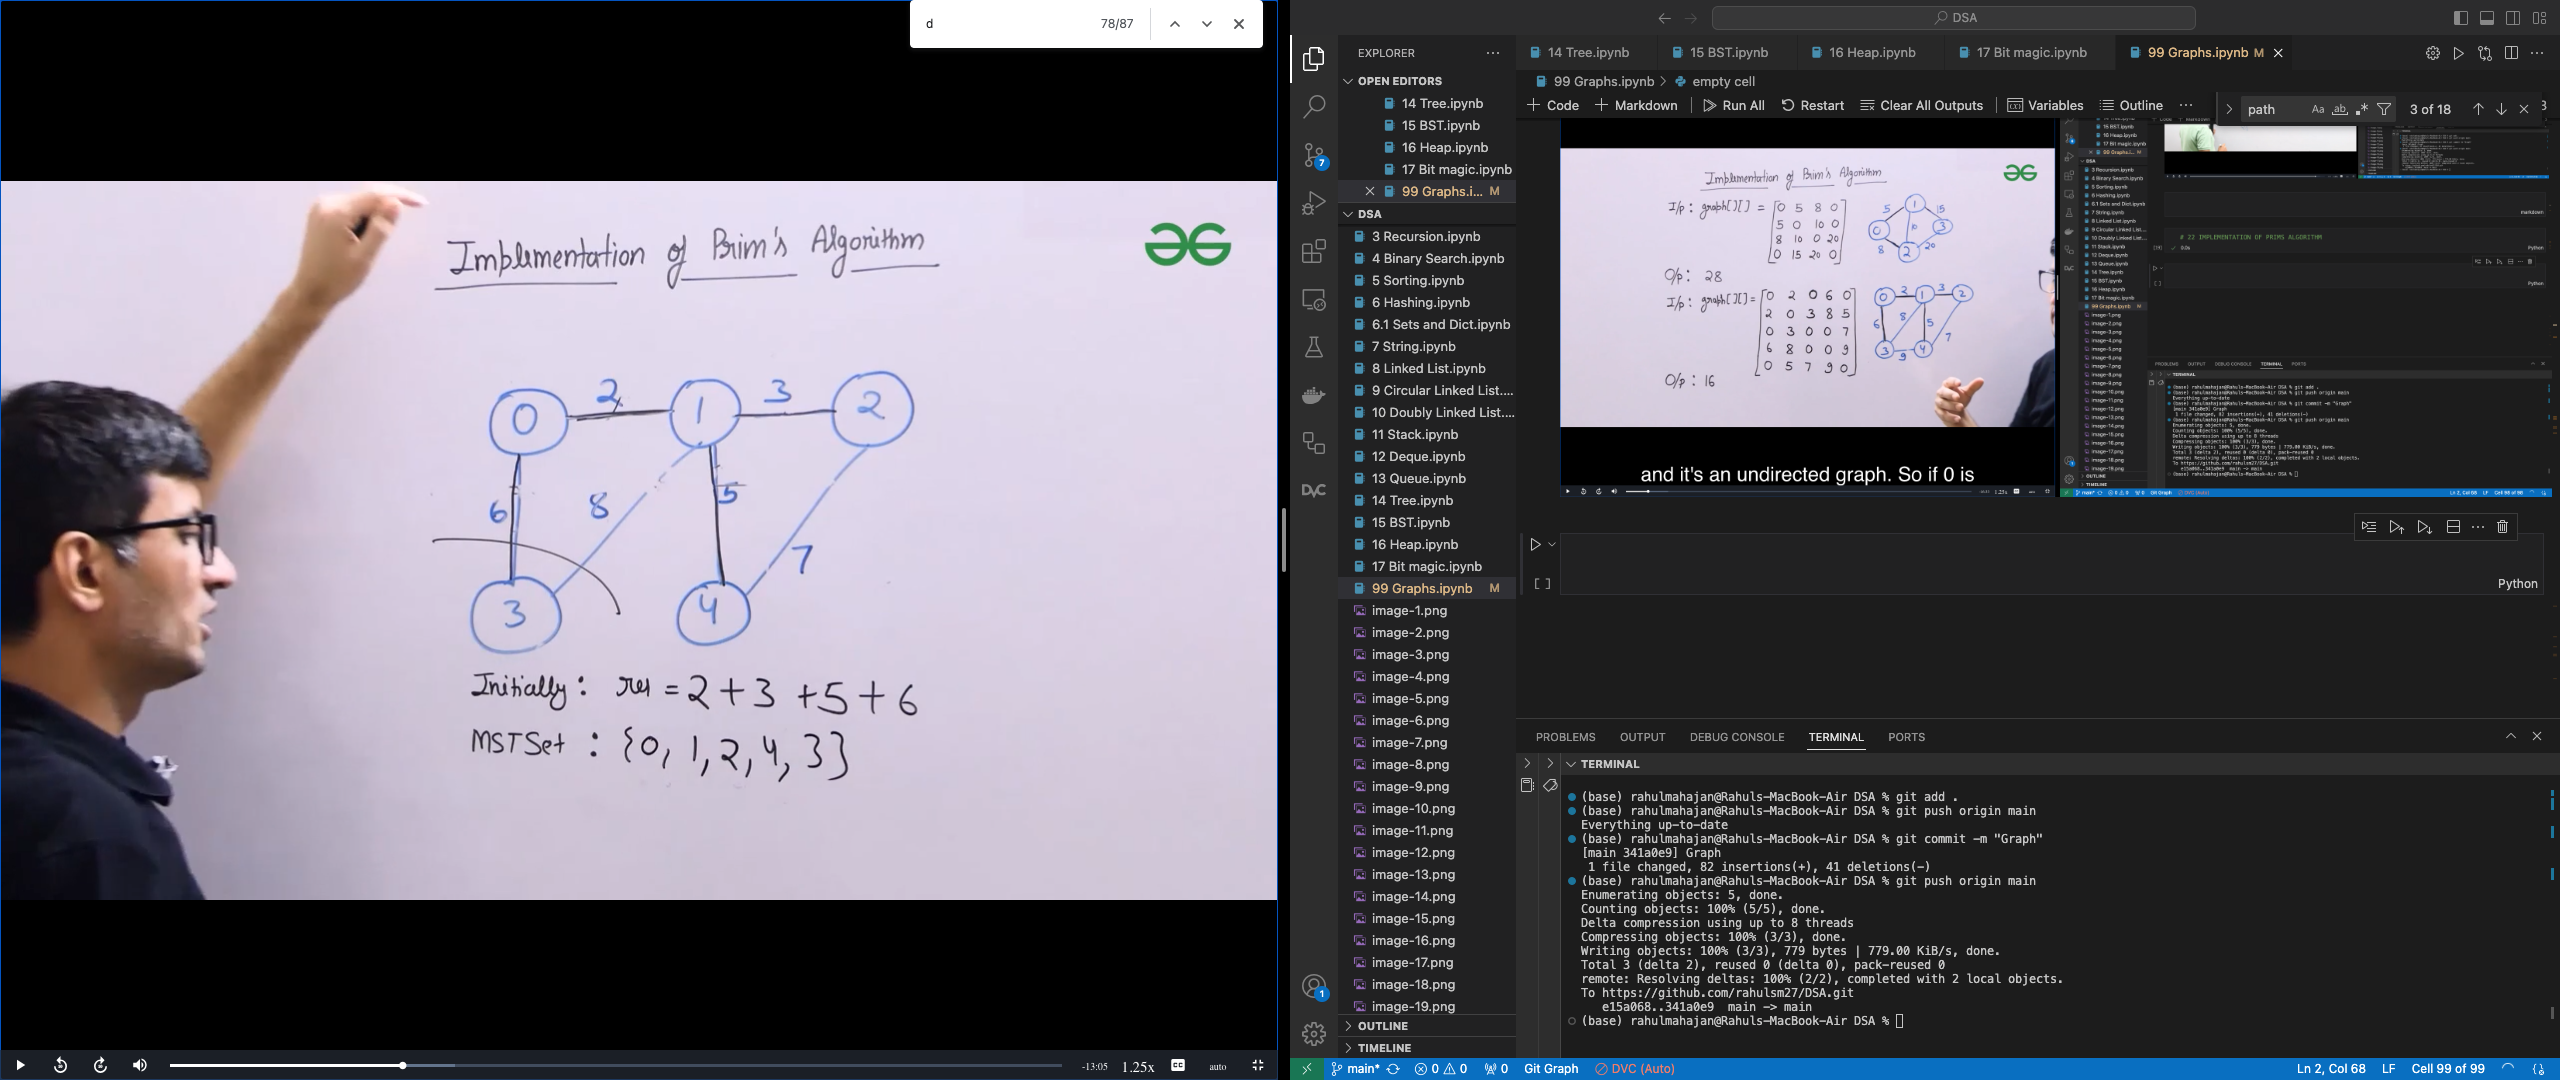 d
78/87
Implementation of Prim's Algorithm
0
2
1
3
2
6
8
5
7
3
4
Initially: res = 2 + 3 + 5 + 6
MSTSet : {0, 1, 2, 4, 3}
-13:05
1.25x
CC
auto
DSA
EXPLORER
OPEN EDITORS
14 Tree.ipynb
15 BST.ipynb
16 Heap.ipynb
17 Bit magic.ipynb
99 Graphs.i... M
DSA
3 Recursion.ipynb
4 Binary Search.ipynb
5 Sorting.ipynb
6 Hashing.ipynb
6.1 Sets and Dict.ipynb
7 String.ipynb
8 Linked List.ipynb
9 Circular Linked List....
10 Doubly Linked List....
11 Stack.ipynb
12 Deque.ipynb
13 Queue.ipynb
14 Tree.ipynb
15 BST.ipynb
16 Heap.ipynb
17 Bit magic.ipynb
99 Graphs.ipynb M
image-1.png
image-2.png
image-3.png
image-4.png
image-5.png
image-6.png
image-7.png
image-8.png
image-9.png
image-10.png
image-11.png
image-12.png
image-13.png
image-14.png
image-15.png
image-16.png
image-17.png
image-18.png
image-19.png
OUTLINE
TIMELINE
7
1
14 Tree.ipynb
15 BST.ipynb
16 Heap.ipynb
17 Bit magic.ipynb
99 Graphs.ipynb M
99 Graphs.ipynb > empty cell
+ Code + Markdown Run All Restart Clear All Outputs Variables Outline ...
path
3 of 18
Implementation of Prim's Algorithm
I/p : graph[][] =
0 5 8 0
5 0 10 0
8 10 0 20
0 15 20 0
O/p : 28
I/p : graph[][] =
0 2 0 6 0
2 0 3 8 5
0 3 0 0 7
6 8 0 0 9
0 5 7 9 0
O/p : 16
and it's an undirected graph. So if 0 is
# 22 IMPLEMENTATION OF PRIMS ALGORITHM
[ ]
Python
PROBLEMS OUTPUT DEBUG CONSOLE TERMINAL PORTS
TERMINAL
(base) rahulmahajan@Rahuls-MacBook-Air DSA % git add .
(base) rahulmahajan@Rahuls-MacBook-Air DSA % git push origin main
Everything up-to-date
(base) rahulmahajan@Rahuls-MacBook-Air DSA % git commit -m "Graph"
[main 341a0e9] Graph
1 file changed, 82 insertions(+), 41 deletions(-)
(base) rahulmahajan@Rahuls-MacBook-Air DSA % git push origin main
Enumerating objects: 5, done.
Counting objects: 100% (5/5), done.
Delta compression using up to 8 threads
Compressing objects: 100% (3/3), done.
Writing objects: 100% (3/3), 779 bytes | 779.00 KiB/s, done.
Total 3 (delta 2), reused 0 (delta 0), pack-reused 0
remote: Resolving deltas: 100% (2/2), completed with 2 local objects.
To https://github.com/rahulsm27/DSA.git
e15a068..341a0e9 main -> main
(base) rahulmahajan@Rahuls-MacBook-Air DSA %
main* 0 0 0 Git Graph DVC (Auto)
Ln 2, Col 68 LF Cell 99 of 99